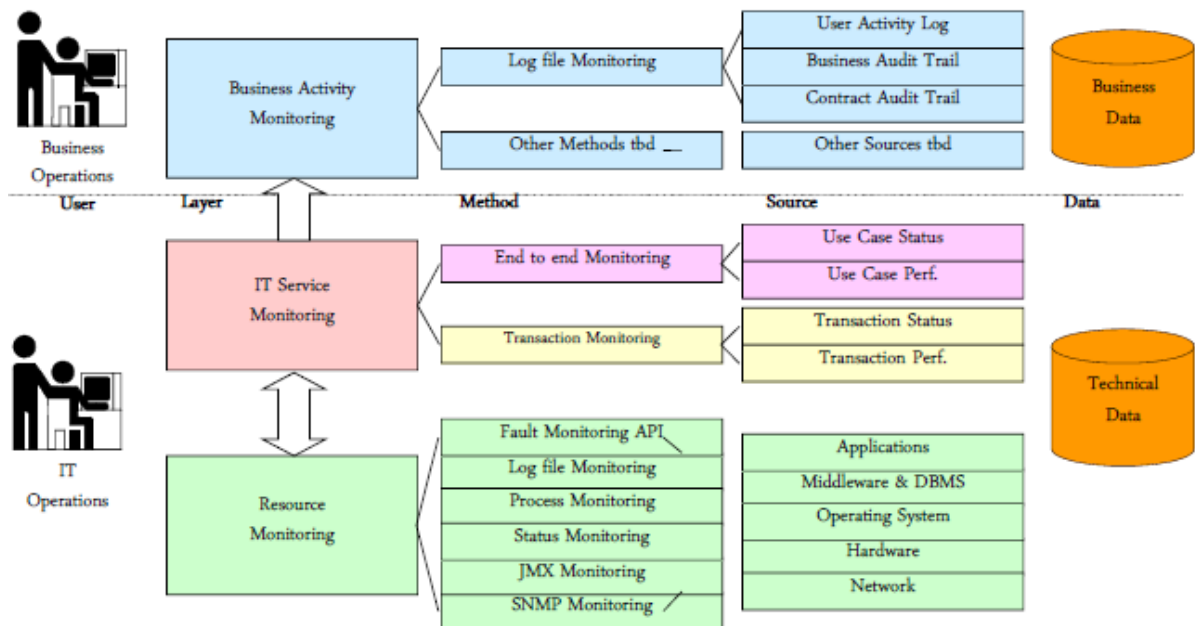 User Activity Log
Log file Monitoring
Business Audit Trail
Business Activity
Monitoring
Contract Audit Trail
Business
Data
Other Methods tbd __
Other Sources tbd
Business
Operations
User
Layer
Method
Source
Data
Use Case Status
End to end Monitoring
Use Case Perf.
IT Service
Monitoring
Transaction Status
Transaction Monitoring
Transaction Perf.
Technical
Data
IT
Operations
Fault Monitoring API
Log file Monitoring
Process Monitoring
Status Monitoring
JMX Monitoring
SNMP Monitoring
Resource
Monitoring
Applications
Middleware & DBMS
Operating System
Hardware
Network